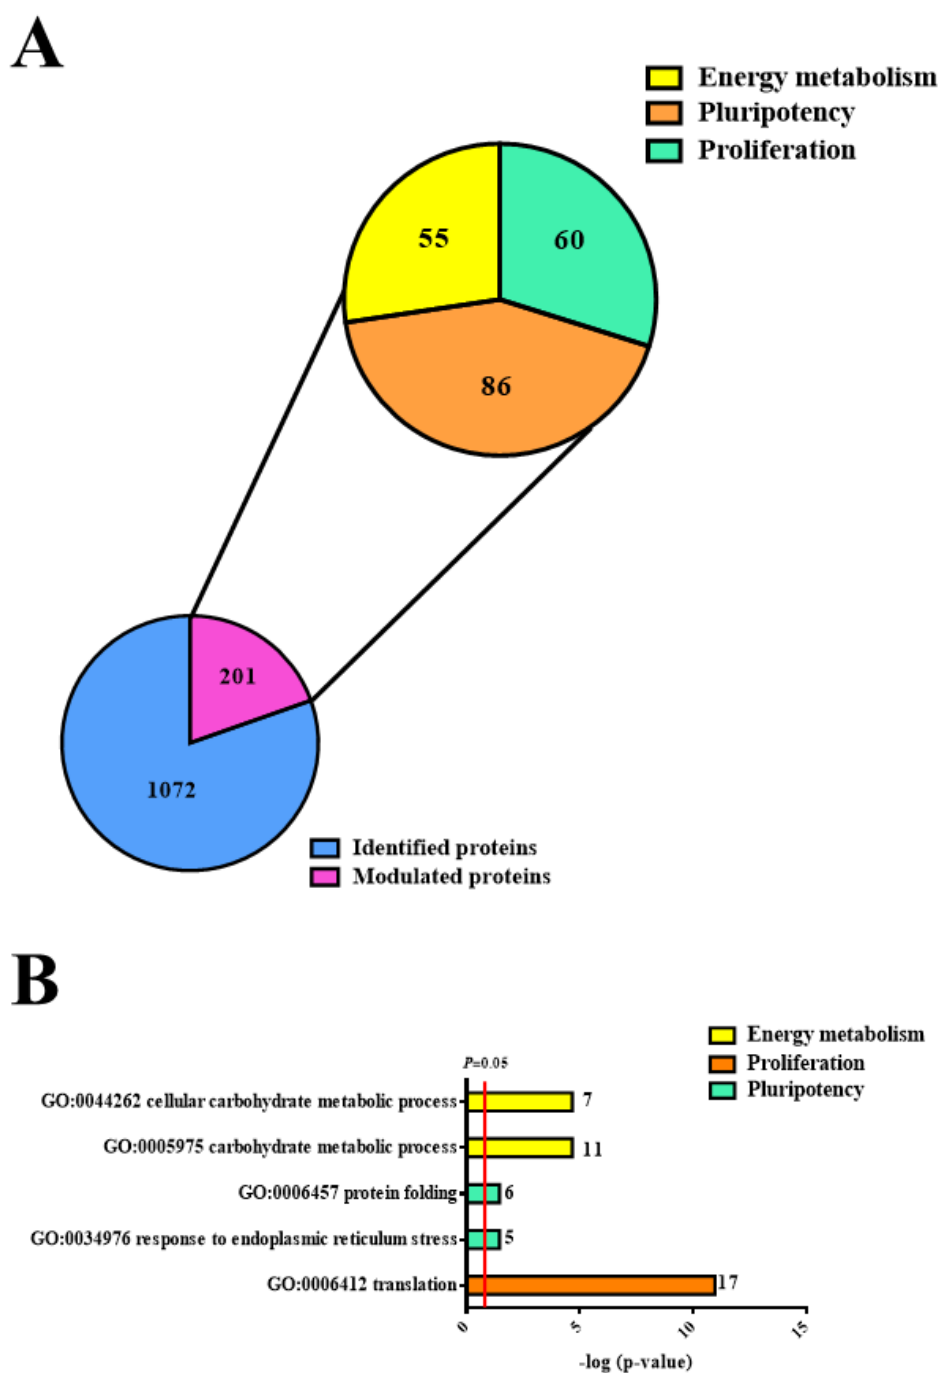 A
Energy metabolism
Pluripotency
Proliferation
55
60
86
201
1072
Identified proteins
Modulated proteins
B
Energy metabolism
Proliferation
Pluripotency
P=0.05
GO:0044262 cellular carbohydrate metabolic process
7
GO:0005975 carbohydrate metabolic process
11
GO:0006457 protein folding
6
GO:0034976 response to endoplasmic reticulum stress
5
GO:0006412 translation
17
0 5 10 15
-log (p-value)